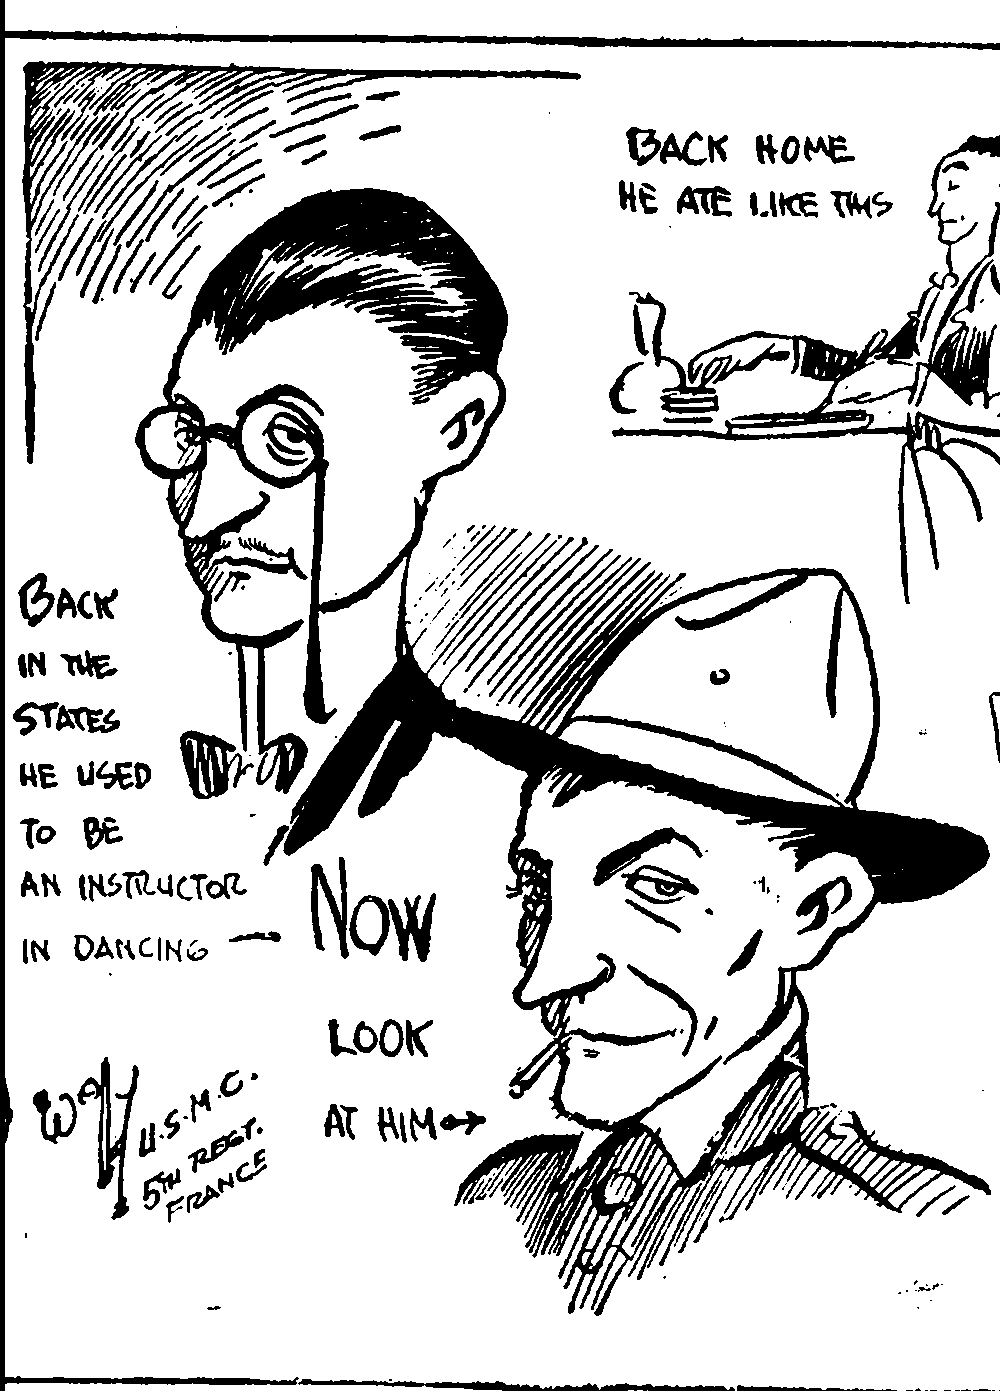 BACK HOME
HE ATE LIKE THIS
BACK
IN THE
STATES
HE USED
TO BE
AN INSTRUCTOR
IN DANCING —
NOW
LOOK
AT HIM
WALLY
U.S.M.C.
5TH REGT.
FRANCE